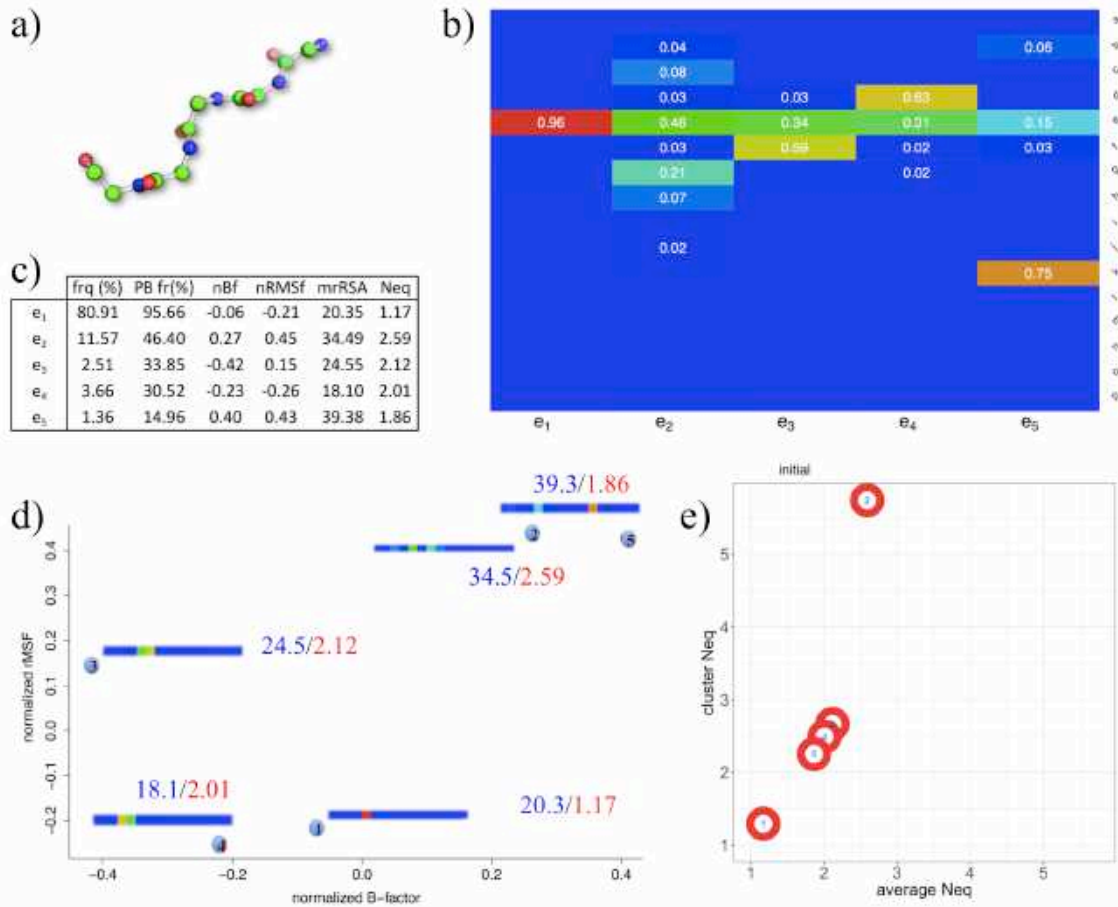 a)
b)
0.04 0.06
0.08
0.03 0.03 0.63
0.96 0.46 0.34 0.31 0.15
0.03 0.59 0.02 0.03
0.21 0.02
0.07
0.02
0.75
e1 e2 e3 e4 e5
c)
frq (%) PB fr(%) nBf nRMSf mrRSA Neq
e1 80.91 95.66 -0.06 -0.21 20.35 1.17
e2 11.57 46.40 0.27 0.45 34.49 2.59
e3 2.51 33.85 -0.42 0.15 24.55 2.12
e4 3.66 30.52 -0.23 -0.26 18.10 2.01
e5 1.36 14.96 0.40 0.43 39.38 1.86
d)
39.3/1.86
2
5
34.5/2.59
24.5/2.12
3
18.1/2.01
4
20.3/1.17
1
normalized rMSF
0.4
0.2
0.1
0.0
-0.1
-0.2
-0.4 -0.2 0.0 0.2 0.4
normalized B-factor
e)
initial
cluster Neq
5
4
3
2
1
1 2 3 4 5
average Neq